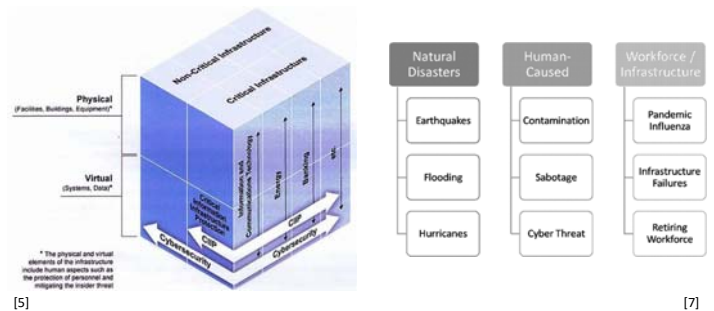 Non-Critical Infrastructure
Critical Infrastructure
Physical
(Facilities, Buildings, Equipment)*
Virtual
(Systems, Data)*
Information and
Communications Technology
Energy
Banking
etc.
Critical
Information
Infrastructure
Protection
CIIP
CIIP
Cybersecurity
Cybersecurity
* The physical and virtual
elements of the infrastructure
include human aspects such as
the protection of personnel and
mitigating the insider threat
[5]
Natural
Disasters
Earthquakes
Flooding
Hurricanes
Human-
Caused
Contamination
Sabotage
Cyber Threat
Workforce /
Infrastructure
Pandemic
Influenza
Infrastructure
Failures
Retiring
Workforce
[7]